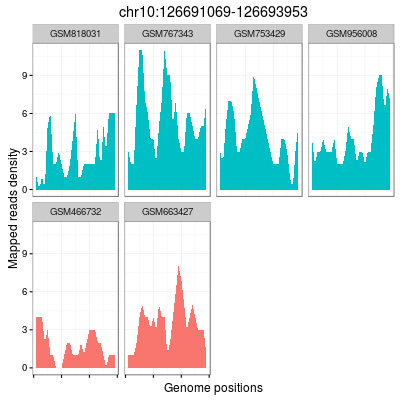 chr10:126691069-126693953
GSM818031 GSM767343 GSM753429 GSM956008
9
6
3
0
GSM466732 GSM663427
9
6
3
0
Mapped reads density
Genome positions